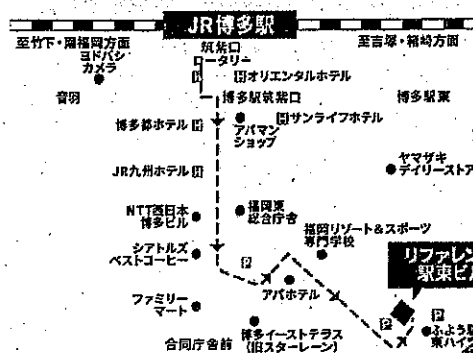 JR博多駅
至竹下・南福岡方面
至吉塚・箱崎方面
筑紫口
ロータリー
ヨドバシ
カメラ
H オリエンタルホテル
音羽
博多駅筑紫口
博多駅東
博多都ホテル H
アパマン
ショップ
H サンライフホテル
JR九州ホテル H
ヤマザキ
デイリーストア
NTT西日本
博多ビル
福岡東
総合庁舎
福岡リゾート&スポーツ
専門学校
シアトルズ
ベストコーヒー
P
リファレン
駅東ビ
アパホテル
ファミリー
マート
P
P
合同庁舎前
博多イーストテラス
(旧スターレーン)
ふよう
東ハイ